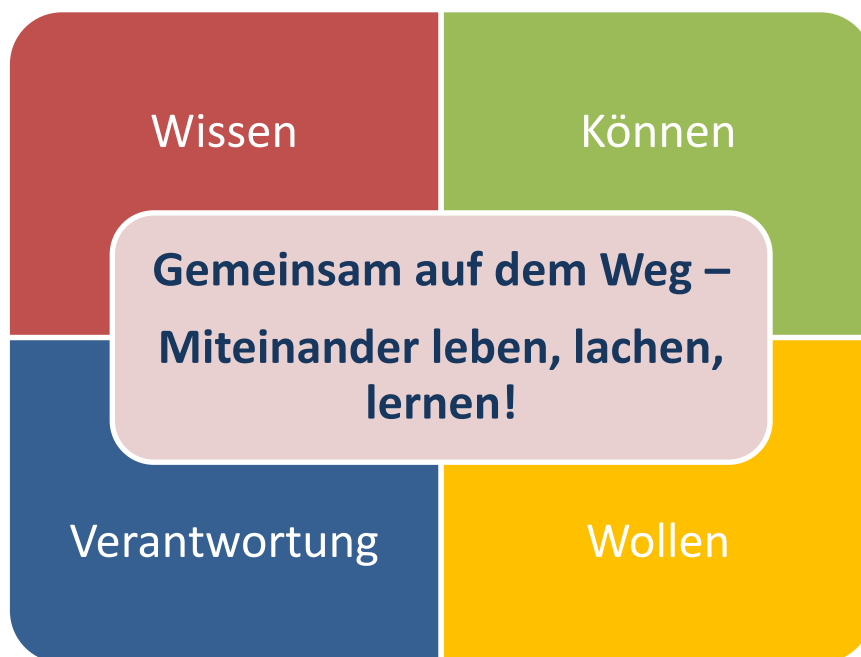 Wissen
Können
Gemeinsam auf dem Weg –
Miteinander leben, lachen,
lernen!
Verantwortung
Wollen